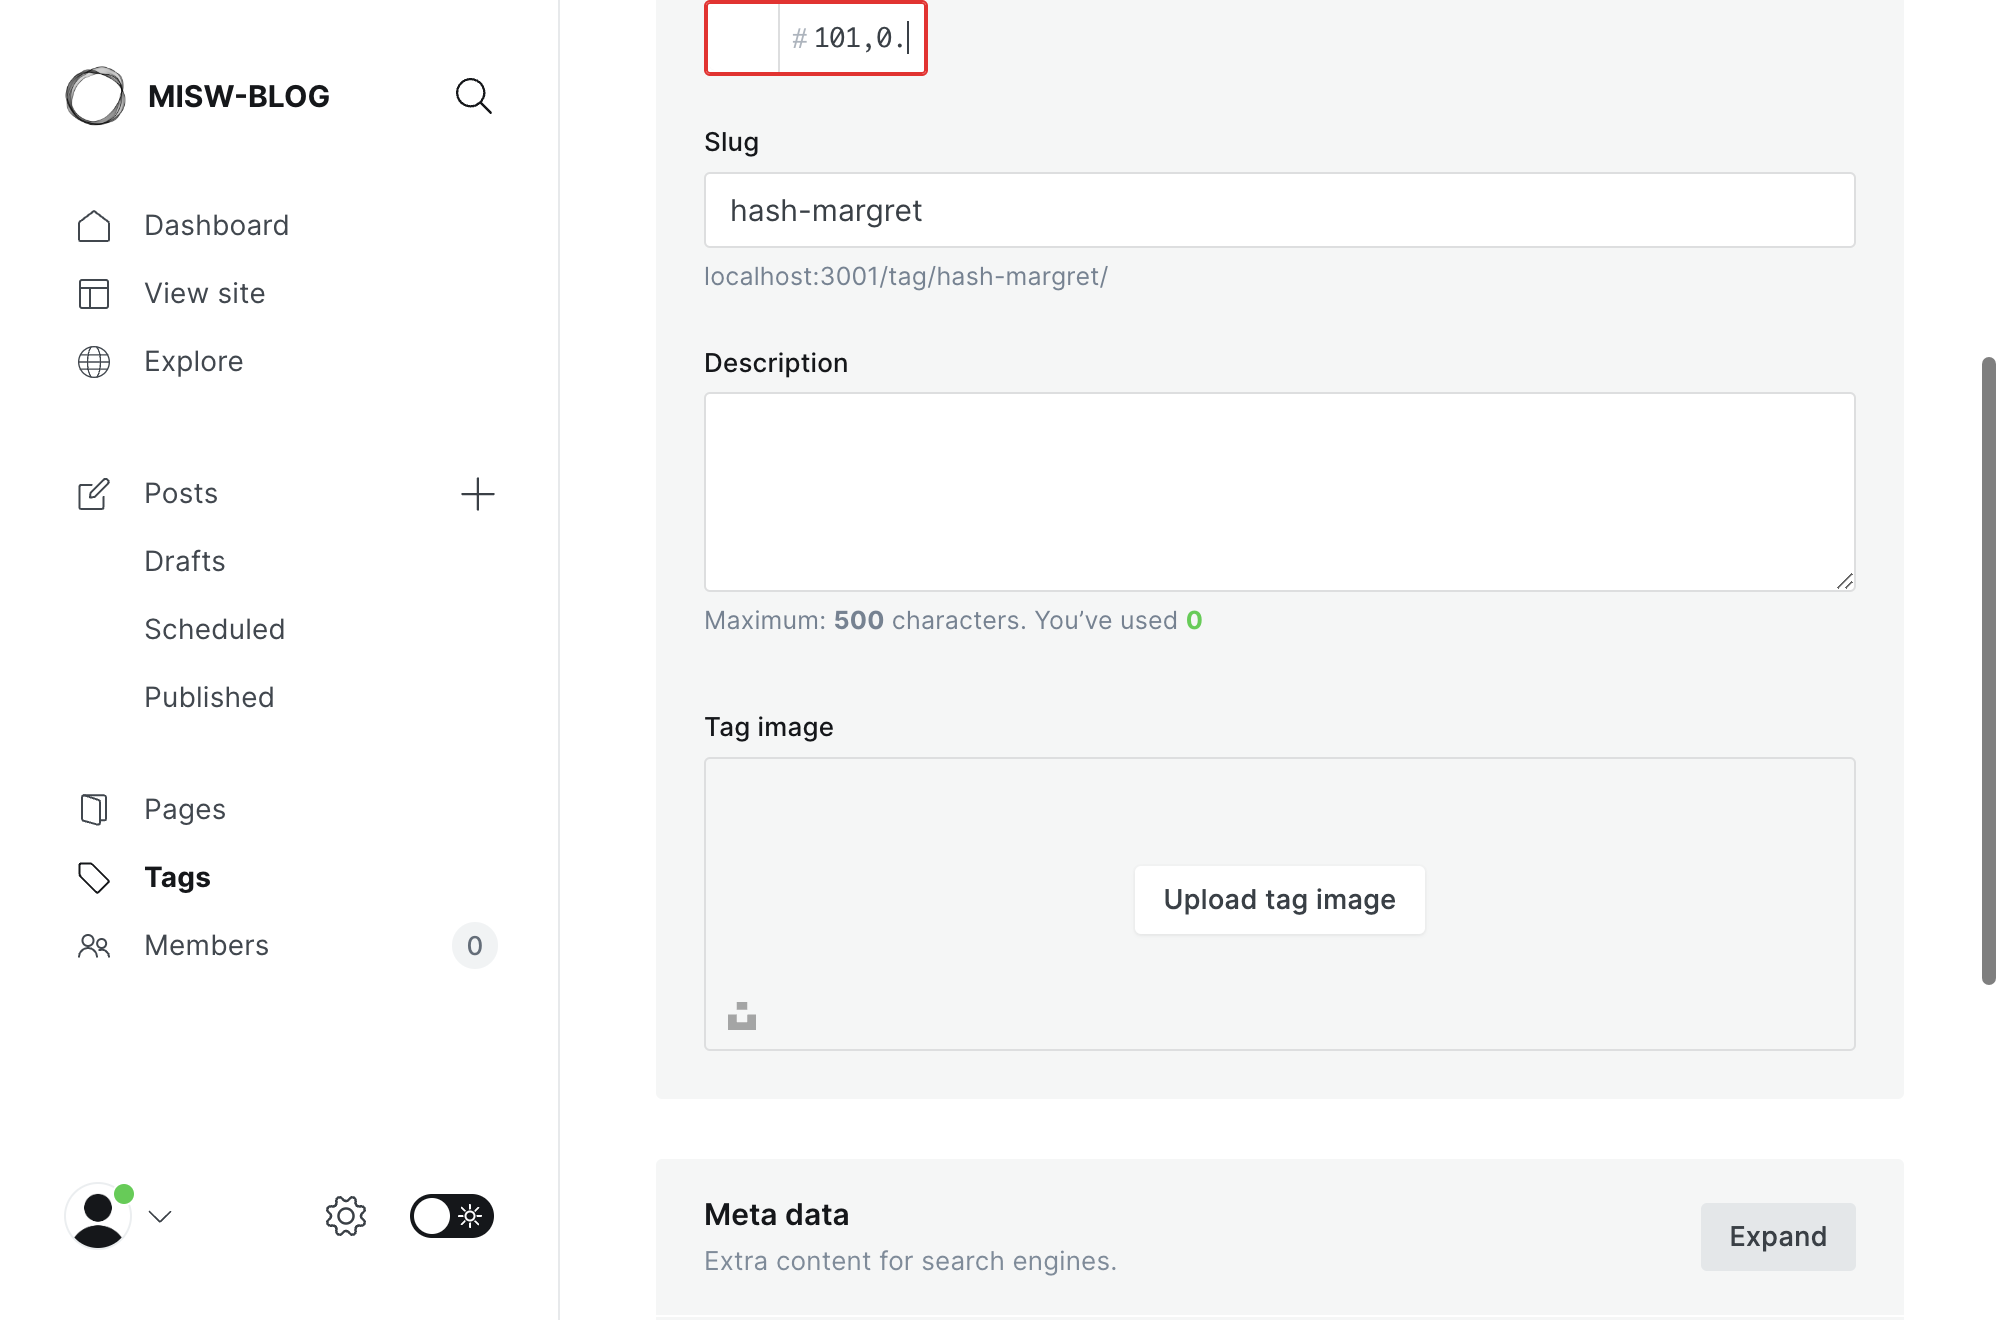 MISW-BLOG
Dashboard
View site
Explore
Posts
Drafts
Scheduled
Published
Pages
Tags
Members
0
# 101,0.
Slug
hash-margret
localhost:3001/tag/hash-margret/
Description
Maximum: 500 characters. You’ve used 0
Tag image
Upload tag image
Meta data
Extra content for search engines.
Expand